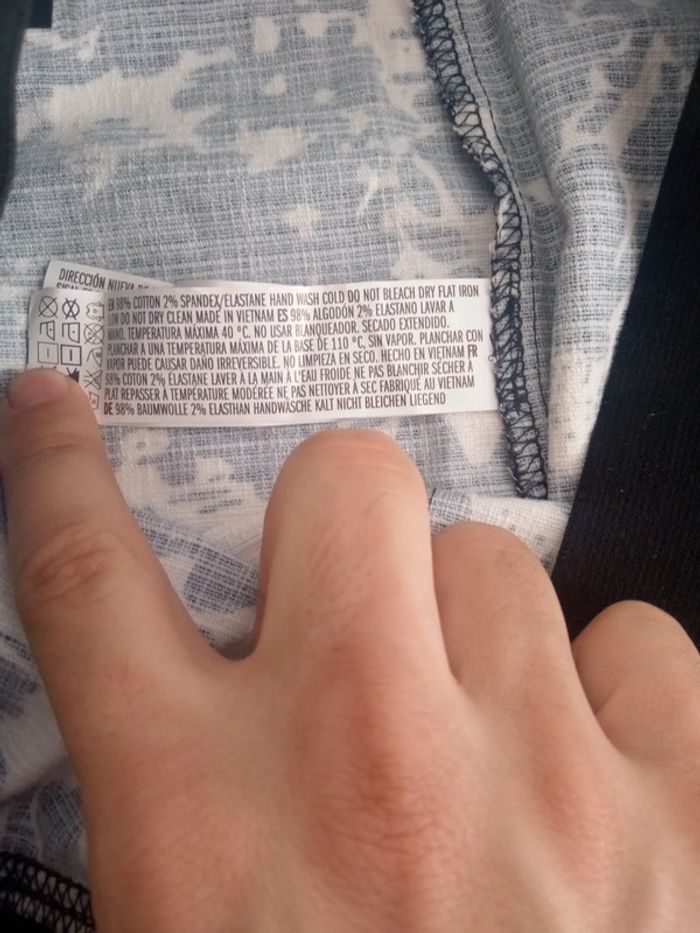 DIRECCIÓN NUEVA DE
EN 98% COTTON 2% SPANDEX/ELASTANE HAND WASH COLD DO NOT BLEACH DRY FLAT IRON
LOW DO NOT DRY CLEAN MADE IN VIETNAM ES 98% ALGODÓN 2% ELASTANO LAVAR A
MANO. TEMPERATURA MÁXIMA 40 °C. NO USAR BLANQUEADOR. SECADO EXTENDIDO.
PLANCHAR A UNA TEMPERATURA MÁXIMA DE LA BASE DE 110 °C, SIN VAPOR. PLANCHAR CON
VAPOR PUEDE CAUSAR DAÑO IRREVERSIBLE. NO LIMPIEZA EN SECO. HECHO EN VIETNAM FR
98% COTON 2% ÉLASTANE LAVER À LA MAIN À L'EAU FROIDE NE PAS BLANCHIR SÉCHER À
PLAT REPASSER À TEMPÉRATURE MODÉRÉE NE PAS NETTOYER À SEC FABRIQUÉ AU VIETNAM
DE 98% BAUMWOLLE 2% ELASTHAN HANDWÄSCHE KALT NICHT BLEICHEN LIEGEND